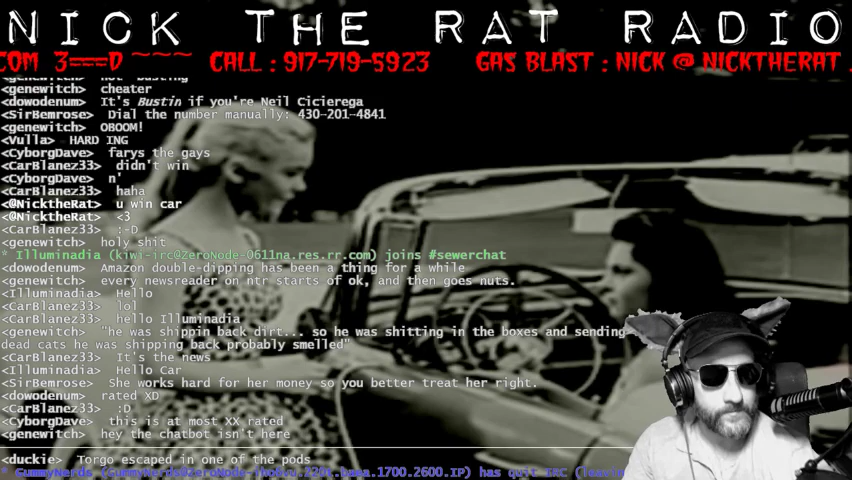 NICK THE RAT RADIO
COM 3===D ~~~ CALL : 917-719-5923 GAS BLAST : NICK @ NICKTHERAT .
<genewitch> not "busting"
<genewitch> cheater
<dowodenum> It's Bustin if you're Neil Cicierega
<SirBemrose> Dial the number manually: 430-201-4841
<genewitch> OBOOM!
<Vulla> HARD ING
<CyborgDave> farys the gays
<CarBlanez33> didn't win
<CyborgDave> n'
<CarBlanez33> haha
<@NicktheRat> u win car
<@NicktheRat> <3
<CarBlanez33> :-D
<genewitch> holy shit
* Illuminadia (kiwi-irc@ZeroNode-0611na.res.rr.com) joins #sewerchat
<dowodenum> Amazon double-dipping has been a thing for a while
<genewitch> every newsreader on ntr starts of ok, and then goes nuts.
<Illuminadia> Hello
<CarBlanez33> lol
<CarBlanez33> hello Illuminadia
<genewitch> "he was shippin back dirt... so he was shitting in the boxes and sending
dead cats he was shipping back probably smelled"
<CarBlanez33> It's the news
<Illuminadia> Hello Car
<SirBemrose> She works hard for her money so you better treat her right.
<dowodenum> rated XD
<CarBlanez33> :D
<CyborgDave> this is at most XX rated
<genewitch> hey the chatbot isn't here
<duckie> Torgo escaped in one of the pods
* GummyNerds has quit IRC